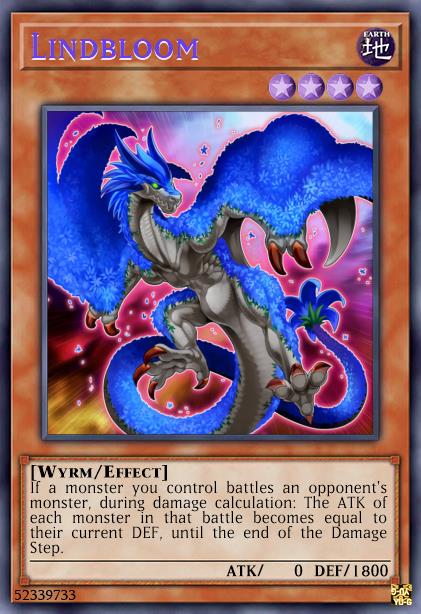 Lindbloom
EARTH
地
[Wyrm/Effect]
If a monster you control battles an opponent's
monster, during damage calculation: The ATK of
each monster in that battle becomes equal to
their current DEF, until the end of the Damage
Step.
ATK/ 0 DEF/1800
52339733